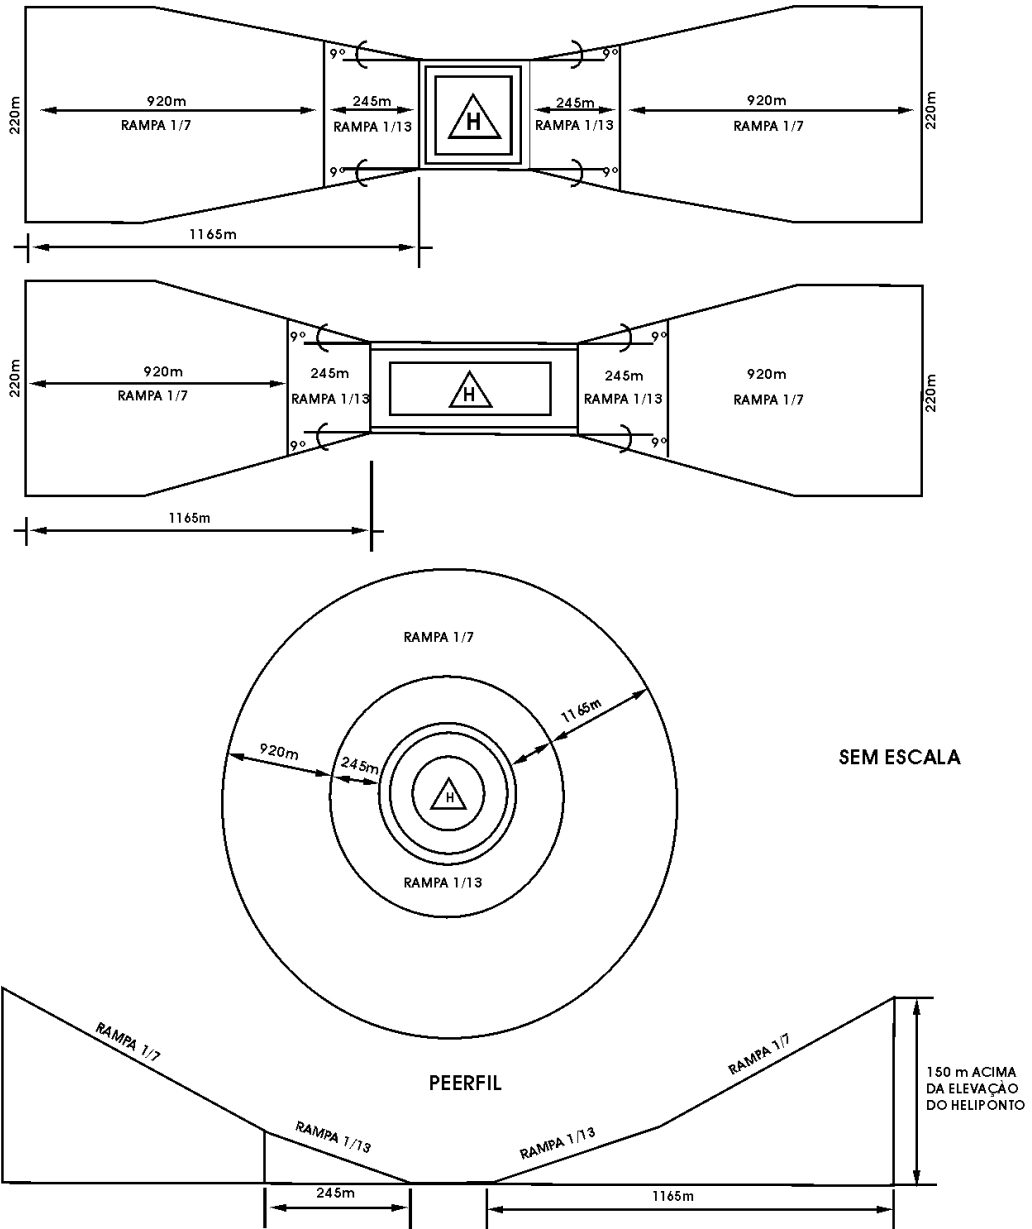 9° 9°
220m 920m 245m H 245m 920m 220m
RAMPA 1/7 RAMPA 1/13 RAMPA 1/13 RAMPA 1/7
9° 9°
1165m
9° 9°
220m 920m 245m H 245m 920m 220m
RAMPA 1/7 RAMPA 1/13 RAMPA 1/13 RAMPA 1/7
9° 9°
1165m
RAMPA 1/7
1165m
920m
245m
H
SEM ESCALA
RAMPA 1/13
RAMPA 1/7
RAMPA 1/7
PEERFIL
150 m ACIMA
DA ELEVAÇÃO
DO HELIPONTO
RAMPA 1/13
RAMPA 1/13
245m
1165m